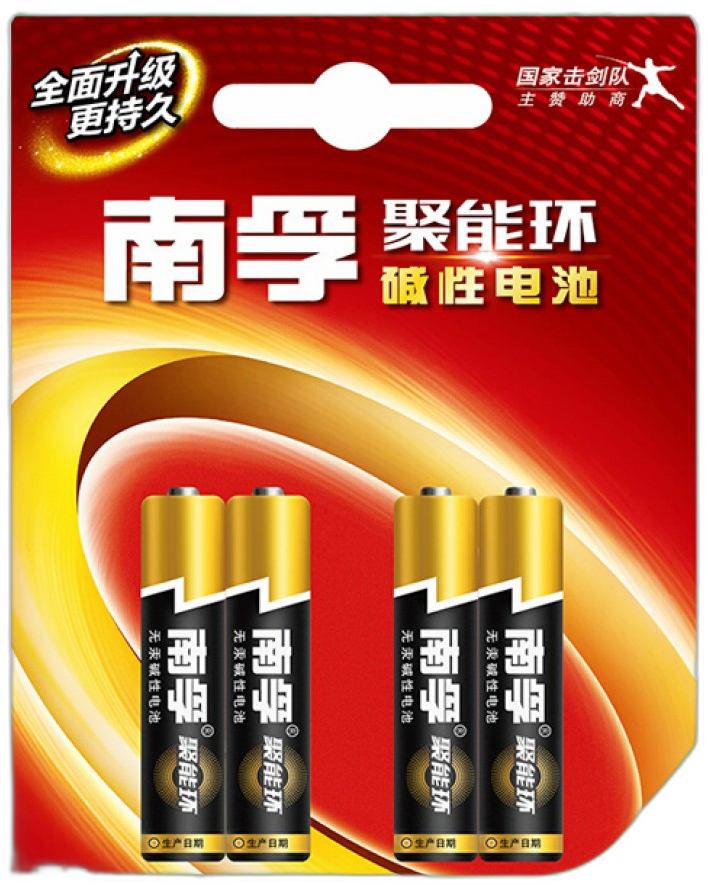 全面升级
更持久
国家击剑队
主赞助商
南孚
聚能环
碱性电池
南孚®
聚能环
无汞碱性电池
生产日期
南孚®
聚能环
无汞碱性电池
生产日期
南孚®
聚能环
无汞碱性电池
生产日期
南孚®
聚能环
无汞碱性电池
生产日期